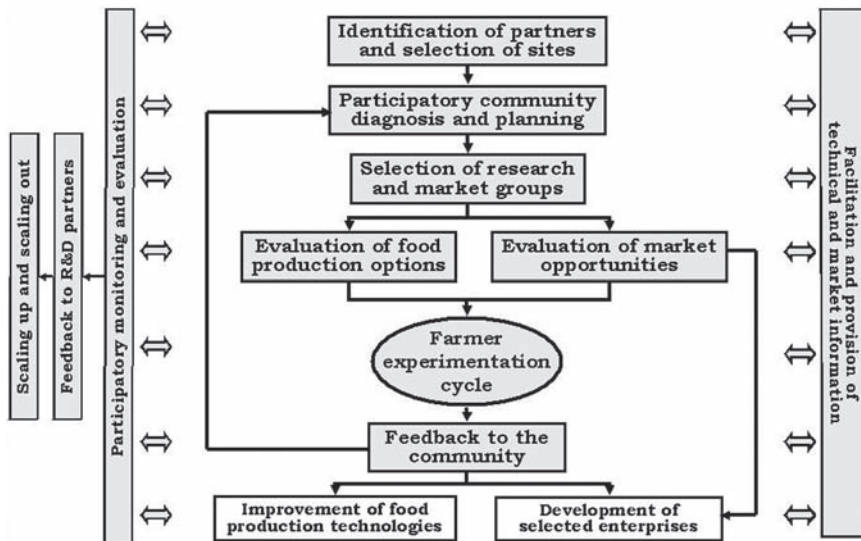 Identification of partners
and selection of sites
Participatory community
diagnosis and planning
Selection of research
and market groups
Evaluation of food
production options
Evaluation of market
opportunities
Farmer
experimentation
cycle
Feedback to the
community
Improvement of food
production technologies
Development of
selected enterprises
Scaling up and scaling out
Feedback to R&D partners
Participatory monitoring and evaluation
Facilitation and provision of
technical and market information